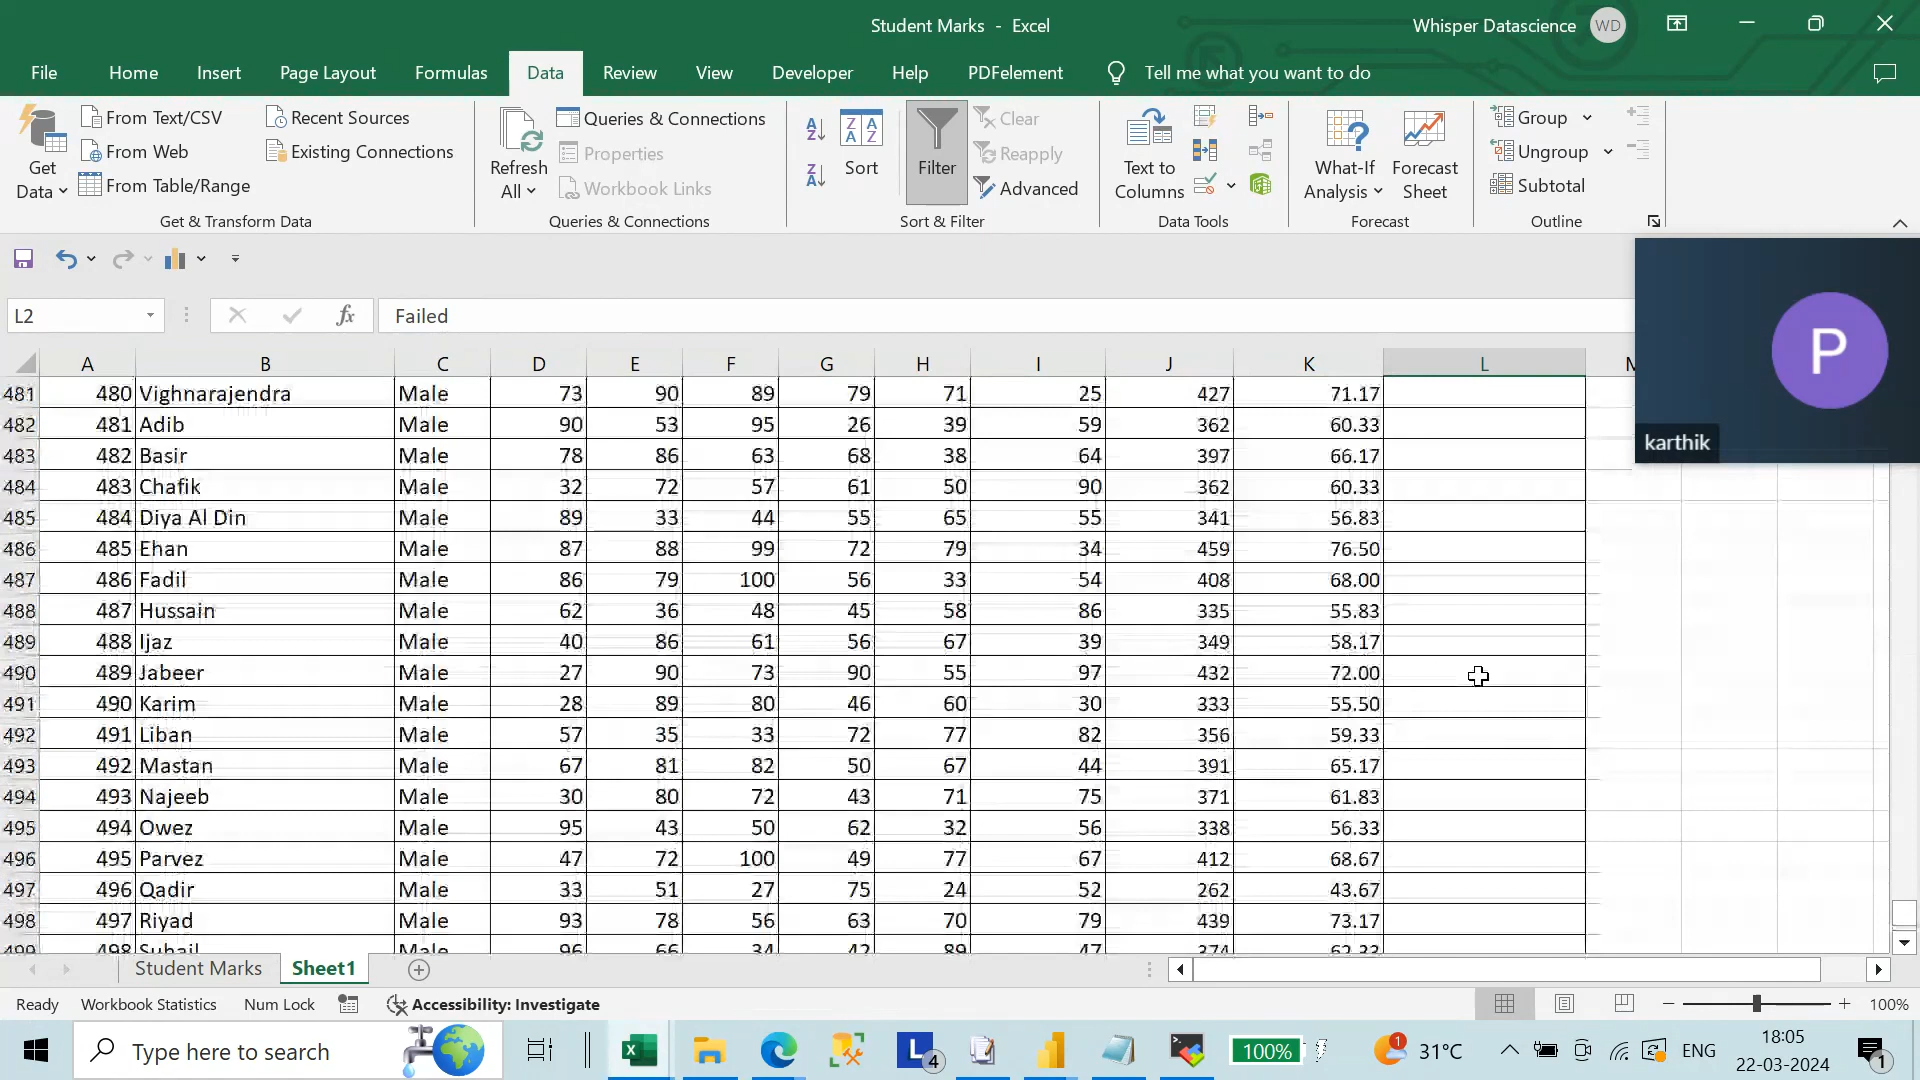 Student Marks - Excel
Whisper Datascience WD
File Home Insert Page Layout Formulas Data Review View Developer Help PDFelement Tell me what you want to do
Get Data
From Text/CSV
From Web
From Table/Range
Recent Sources
Existing Connections
Get & Transform Data
Refresh All
Queries & Connections
Properties
Workbook Links
Queries & Connections
Sort
Filter
Clear
Reapply
Advanced
Sort & Filter
Text to Columns
Data Tools
What-If Analysis
Forecast Sheet
Forecast
Group
Ungroup
Subtotal
Outline
L2 fx Failed
P
karthik
A B C D E F G H I J K L
481 480 Vighnarajendra Male 73 90 89 79 71 25 427 71.17
482 481 Adib Male 90 53 95 26 39 59 362 60.33
483 482 Basir Male 78 86 63 68 38 64 397 66.17
484 483 Chafik Male 32 72 57 61 50 90 362 60.33
485 484 Diya Al Din Male 89 33 44 55 65 55 341 56.83
486 485 Ehan Male 87 88 99 72 79 34 459 76.50
487 486 Fadil Male 86 79 100 56 33 54 408 68.00
488 487 Hussain Male 62 36 48 45 58 86 335 55.83
489 488 Ijaz Male 40 86 61 56 67 39 349 58.17
490 489 Jabeer Male 27 90 73 90 55 97 432 72.00
491 490 Karim Male 28 89 80 46 60 30 333 55.50
492 491 Liban Male 57 35 33 72 77 82 356 59.33
493 492 Mastan Male 67 81 82 50 67 44 391 65.17
494 493 Najeeb Male 30 80 72 43 71 75 371 61.83
495 494 Owez Male 95 43 50 62 32 56 338 56.33
496 495 Parvez Male 47 72 100 49 77 67 412 68.67
497 496 Qadir Male 33 51 27 75 24 52 262 43.67
498 497 Riyad Male 93 78 56 63 70 79 439 73.17
499 498 Suhail Male 96 66 34 42 89 47 374 62.33
Student Marks Sheet1
Ready Workbook Statistics Num Lock Accessibility: Investigate 100%
Type here to search
4
100%
1 31°C
ENG
18:05
22-03-2024
1